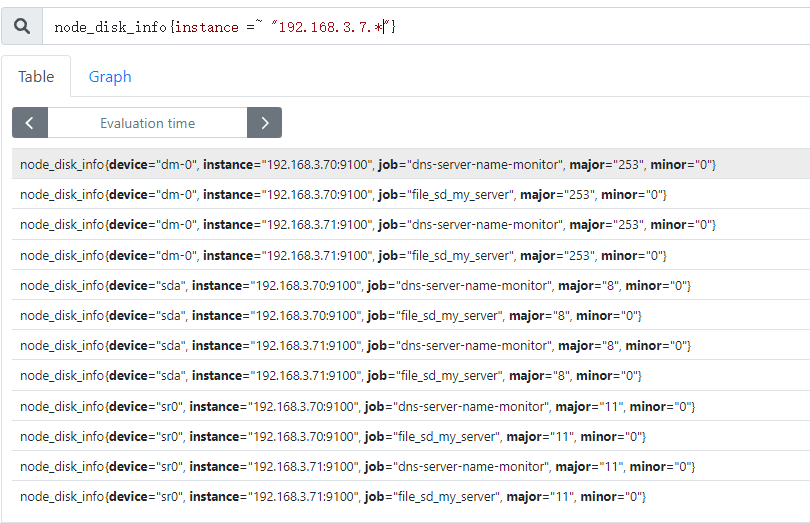 node_disk_info{instance =~ "192.168.3.7.*"}
Table Graph
Evaluation time
node_disk_info{device="dm-0", instance="192.168.3.70:9100", job="dns-server-name-monitor", major="253", minor="0"}
node_disk_info{device="dm-0", instance="192.168.3.70:9100", job="file_sd_my_server", major="253", minor="0"}
node_disk_info{device="dm-0", instance="192.168.3.71:9100", job="dns-server-name-monitor", major="253", minor="0"}
node_disk_info{device="dm-0", instance="192.168.3.71:9100", job="file_sd_my_server", major="253", minor="0"}
node_disk_info{device="sda", instance="192.168.3.70:9100", job="dns-server-name-monitor", major="8", minor="0"}
node_disk_info{device="sda", instance="192.168.3.70:9100", job="file_sd_my_server", major="8", minor="0"}
node_disk_info{device="sda", instance="192.168.3.71:9100", job="dns-server-name-monitor", major="8", minor="0"}
node_disk_info{device="sda", instance="192.168.3.71:9100", job="file_sd_my_server", major="8", minor="0"}
node_disk_info{device="sr0", instance="192.168.3.70:9100", job="dns-server-name-monitor", major="11", minor="0"}
node_disk_info{device="sr0", instance="192.168.3.70:9100", job="file_sd_my_server", major="11", minor="0"}
node_disk_info{device="sr0", instance="192.168.3.71:9100", job="dns-server-name-monitor", major="11", minor="0"}
node_disk_info{device="sr0", instance="192.168.3.71:9100", job="file_sd_my_server", major="11", minor="0"}